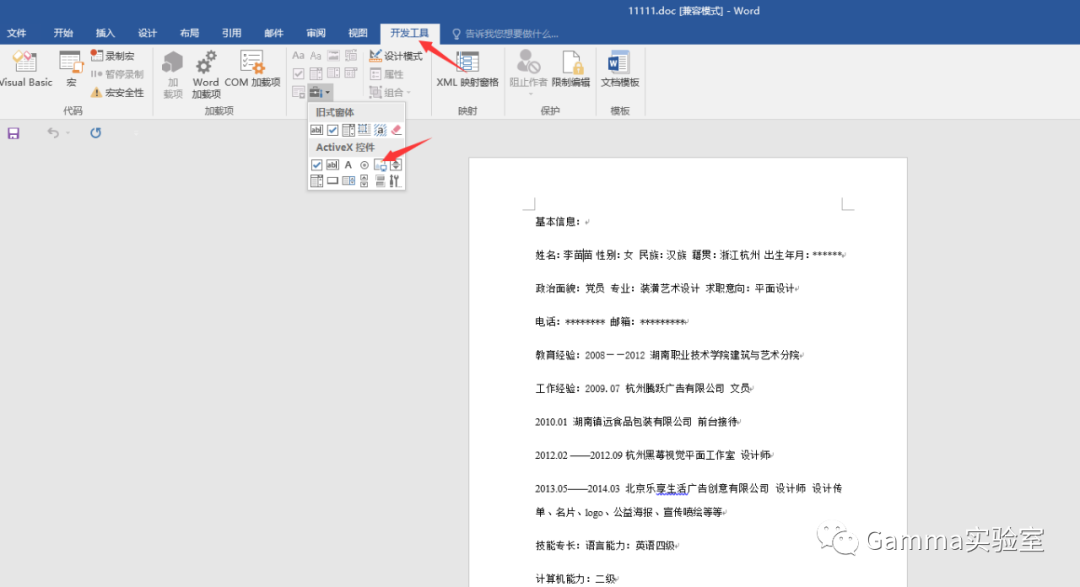 11111.doc [兼容模式] - Word
文件 开始 插入 设计 布局 引用 邮件 审阅 视图 开发工具 告诉我您想要做什么...
Visual Basic 宏 录制宏 暂停录制 宏安全性 代码
加载项 Word 加载项 COM 加载项 加载项
Aa Aa 设计模式 属性 组合
XML 映射窗格 映射
阻止作者 限制编辑 保护
文档模板 模板
旧式窗体
ActiveX 控件
基本信息：
姓名：李苗苗 性别：女 民族：汉族 籍贯：浙江杭州 出生年月：******
政治面貌：党员 专业：装潢艺术设计 求职意向：平面设计
电话：******** 邮箱：*********
教育经验：2008－－2012 湖南职业技术学院建筑与艺术分院
工作经验：2009.07 杭州腾跃广告有限公司 文员
2010.01 湖南镇远食品包装有限公司 前台接待
2012.02 ——2012.09 杭州黑莓视觉平面工作室 设计师
2013.05——2014.03 北京乐享生活广告创意有限公司 设计师 设计传
单、名片、logo、公益海报、宣传喷绘等等
技能专长：语言能力：英语四级
计算机能力：二级
Gamma实验室